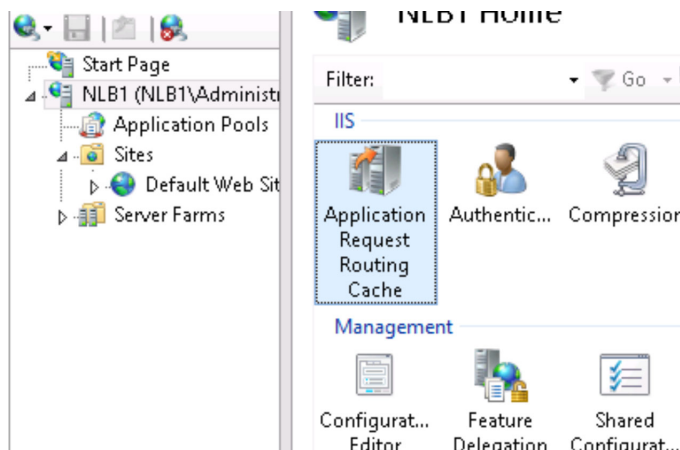 NLB1 Home
Start Page
NLB1 (NLB1\Administ
Application Pools
Sites
Default Web Sit
Server Farms
Filter:
Go
IIS
Application
Request
Routing
Cache
Authentic...
Compression
Management
Configurat...
Editor
Feature
Delegation
Shared
Configurat...